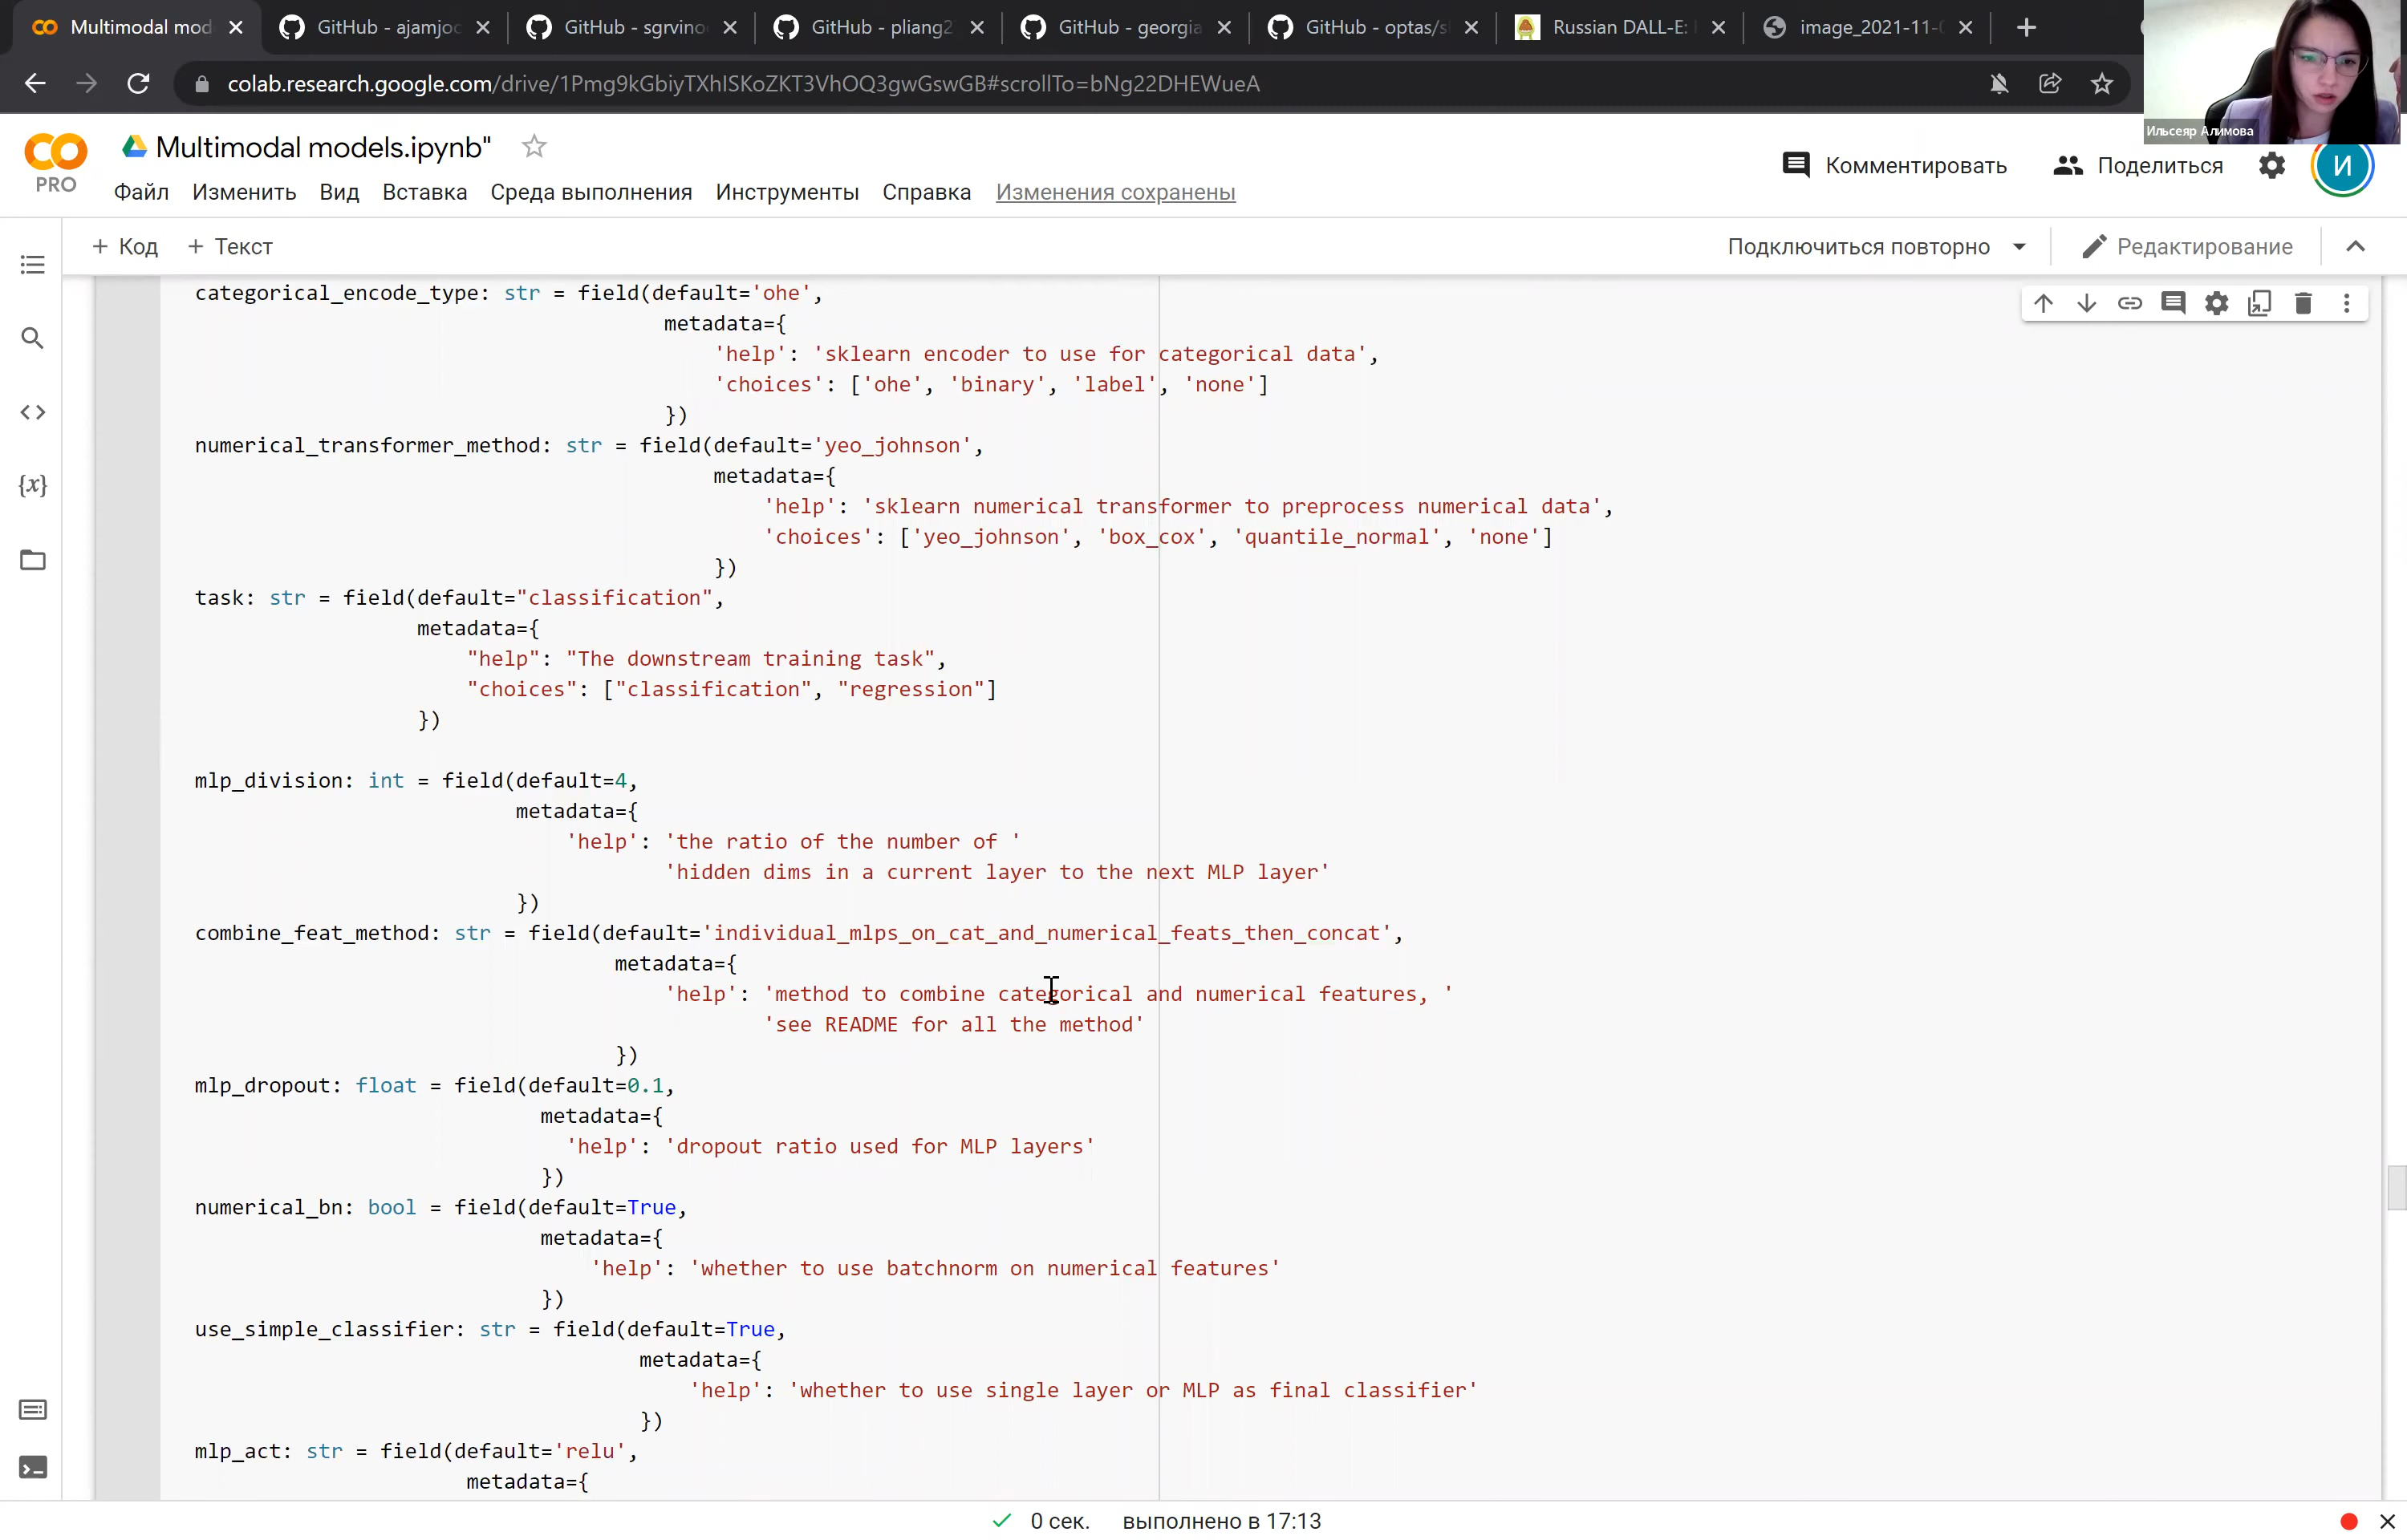 Multimodal mod
GitHub - ajamjoc
GitHub - sgrvino
GitHub - pliang2
GitHub - georgia
GitHub - optas/s
Russian DALL-E:
image_2021-11-
colab.research.google.com/drive/1Pmg9kGbiyTXhISKoZKT3VhOQ3gwGswGB#scrollTo=bNg22DHEWueA
Ильсеяр Алимова
PRO
Multimodal models.ipynb"
Комментировать
Поделиться
И
Файл Изменить Вид Вставка Среда выполнения Инструменты Справка Изменения сохранены
+ Код + Текст
Подключиться повторно
Редактирование
categorical_encode_type: str = field(default='ohe',
metadata={
'help': 'sklearn encoder to use for categorical data',
'choices': ['ohe', 'binary', 'label', 'none']
})
numerical_transformer_method: str = field(default='yeo_johnson',
metadata={
'help': 'sklearn numerical transformer to preprocess numerical data',
'choices': ['yeo_johnson', 'box_cox', 'quantile_normal', 'none']
})
task: str = field(default="classification",
metadata={
"help": "The downstream training task",
"choices": ["classification", "regression"]
})
mlp_division: int = field(default=4,
metadata={
'help': 'the ratio of the number of '
'hidden dims in a current layer to the next MLP layer'
})
combine_feat_method: str = field(default='individual_mlps_on_cat_and_numerical_feats_then_concat',
metadata={
'help': 'method to combine categorical and numerical features, '
'see README for all the method'
})
mlp_dropout: float = field(default=0.1,
metadata={
'help': 'dropout ratio used for MLP layers'
})
numerical_bn: bool = field(default=True,
metadata={
'help': 'whether to use batchnorm on numerical features'
})
use_simple_classifier: str = field(default=True,
metadata={
'help': 'whether to use single layer or MLP as final classifier'
})
mlp_act: str = field(default='relu',
metadata={
0 сек. выполнено в 17:13